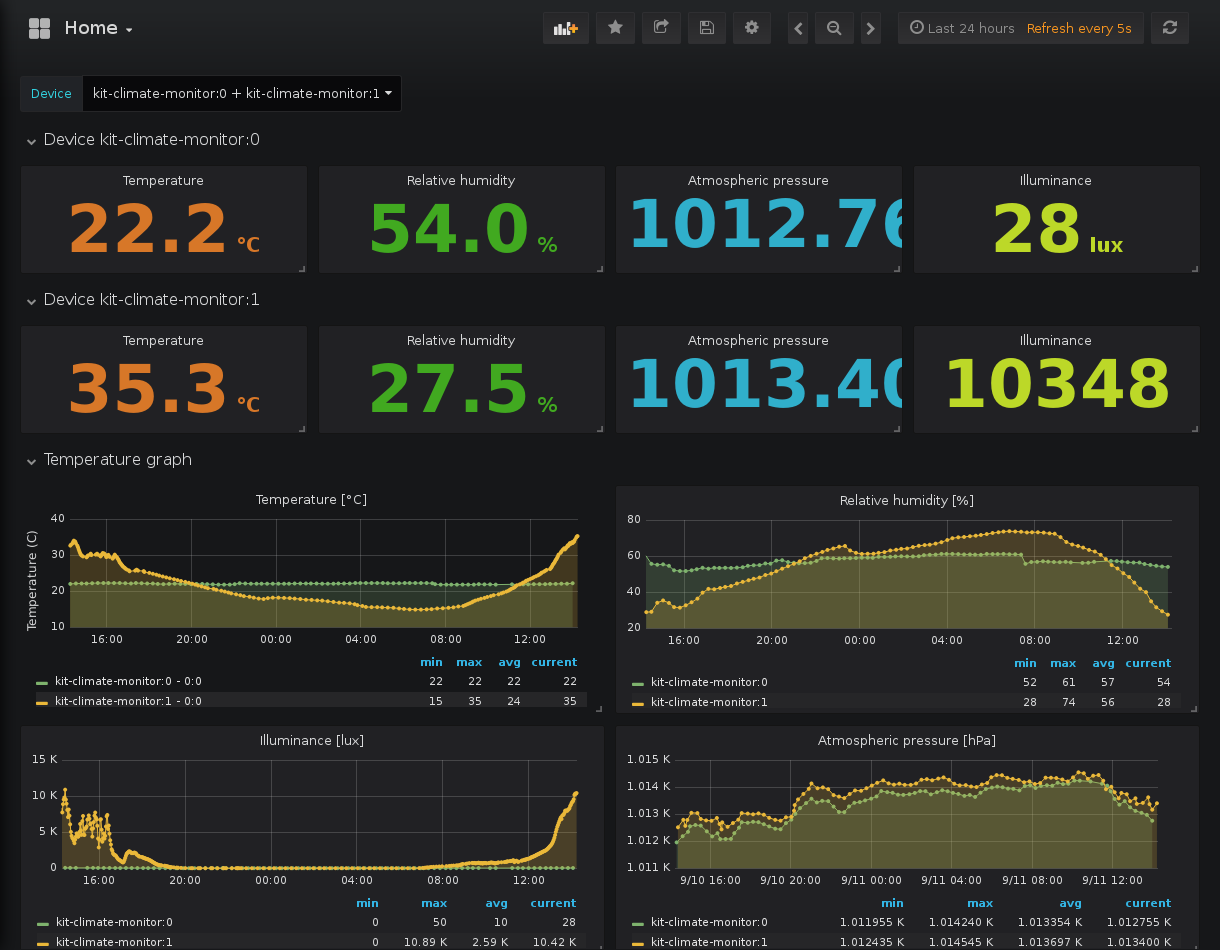 Home
Last 24 hours Refresh every 5s
Device kit-climate-monitor:0 + kit-climate-monitor:1
Device kit-climate-monitor:0
Temperature Relative humidity Atmospheric pressure Illuminance
22.2 °C 54.0 % 1012.76 28 lux
Device kit-climate-monitor:1
Temperature Relative humidity Atmospheric pressure Illuminance
35.3 °C 27.5 % 1013.40 10348
Temperature graph
Temperature [°C]
Temperature (C)
40
30
20
10
16:00 20:00 00:00 04:00 08:00 12:00
min max avg current
kit-climate-monitor:0 - 0:0 22 22 22 22
kit-climate-monitor:1 - 0:0 15 35 24 35
Relative humidity [%]
80
60
40
20
16:00 20:00 00:00 04:00 08:00 12:00
min max avg current
kit-climate-monitor:0 52 61 57 54
kit-climate-monitor:1 28 74 56 28
Illuminance [lux]
15 K
10 K
5 K
0
16:00 20:00 00:00 04:00 08:00 12:00
min max avg current
kit-climate-monitor:0 0 50 10 28
kit-climate-monitor:1 0 10.89 K 2.59 K 10.42 K
Atmospheric pressure [hPa]
1.015 K
1.014 K
1.013 K
1.012 K
1.011 K
9/10 16:00 9/10 20:00 9/11 00:00 9/11 04:00 9/11 08:00 9/11 12:00
min max avg current
kit-climate-monitor:0 1.011955 K 1.014240 K 1.013354 K 1.012755 K
kit-climate-monitor:1 1.012435 K 1.014545 K 1.013697 K 1.013400 K